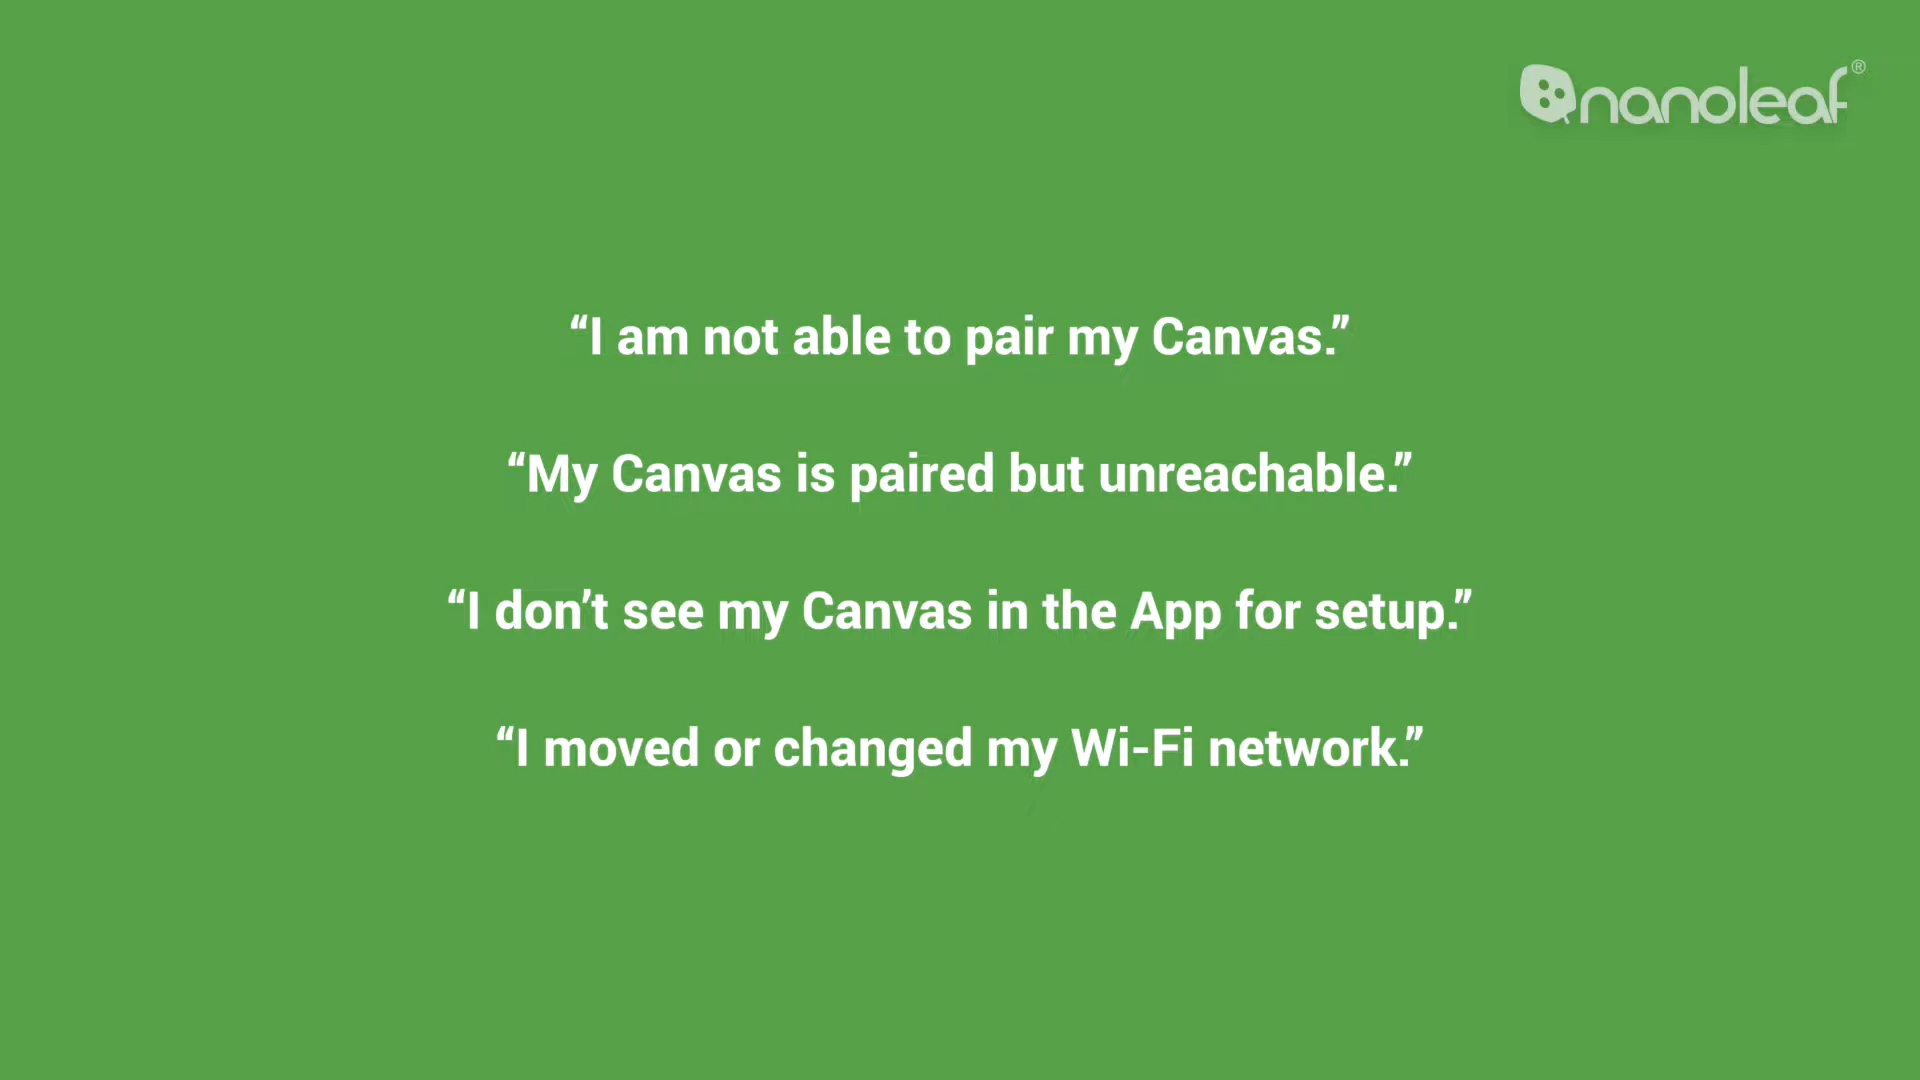 nanoleaf®
“I am not able to pair my Canvas.”
“My Canvas is paired but unreachable.”
“I don’t see my Canvas in the App for setup.”
“I moved or changed my Wi-Fi network.”